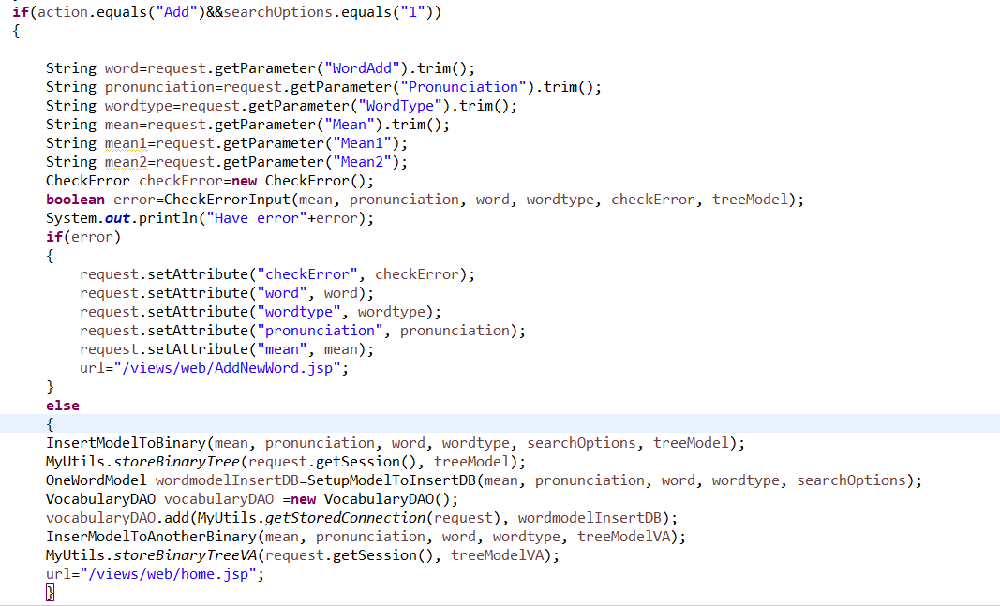 if(action.equals("Add")&&searchOptions.equals("1"))
{
String word=request.getParameter("WordAdd").trim();
String pronunciation=request.getParameter("Pronunciation").trim();
String wordtype=request.getParameter("WordType").trim();
String mean=request.getParameter("Mean").trim();
String mean1=request.getParameter("Mean1");
String mean2=request.getParameter("Mean2");
CheckError checkError=new CheckError();
boolean error=CheckErrorInput(mean, pronunciation, word, wordtype, checkError, treeModel);
System.out.println("Have error"+error);
if(error)
{
request.setAttribute("checkError", checkError);
request.setAttribute("word", word);
request.setAttribute("wordtype", wordtype);
request.setAttribute("pronunciation", pronunciation);
request.setAttribute("mean", mean);
url="/views/web/AddNewWord.jsp";
}
else
{
InsertModelToBinary(mean, pronunciation, word, wordtype, searchOptions, treeModel);
MyUtils.storeBinaryTree(request.getSession(), treeModel);
OneWordModel wordmodelInsertDB=SetupModelToInsertDB(mean, pronunciation, word, wordtype, searchOptions);
VocabularyDAO vocabularyDAO =new VocabularyDAO();
vocabularyDAO.add(MyUtils.getStoredConnection(request), wordmodelInsertDB);
InserModelToAnotherBinary(mean, pronunciation, word, wordtype, treeModelVA);
MyUtils.storeBinaryTreeVA(request.getSession(), treeModelVA);
url="/views/web/home.jsp";
}